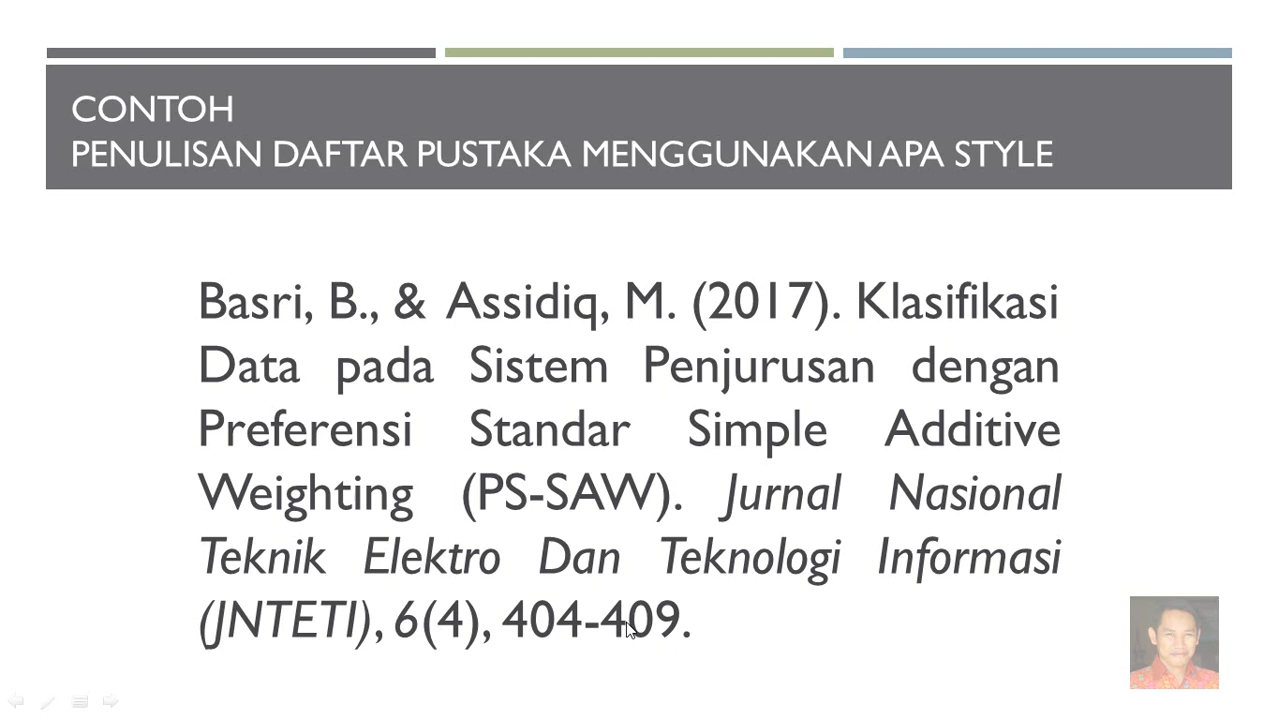 CONTOH
PENULISAN DAFTAR PUSTAKA MENGGUNAKAN APA STYLE
Basri, B., & Assidiq, M. (2017). Klasifikasi
Data pada Sistem Penjurusan dengan
Preferensi Standar Simple Additive
Weighting (PS-SAW). Jurnal Nasional
Teknik Elektro Dan Teknologi Informasi
(JNTETI), 6(4), 404-409.